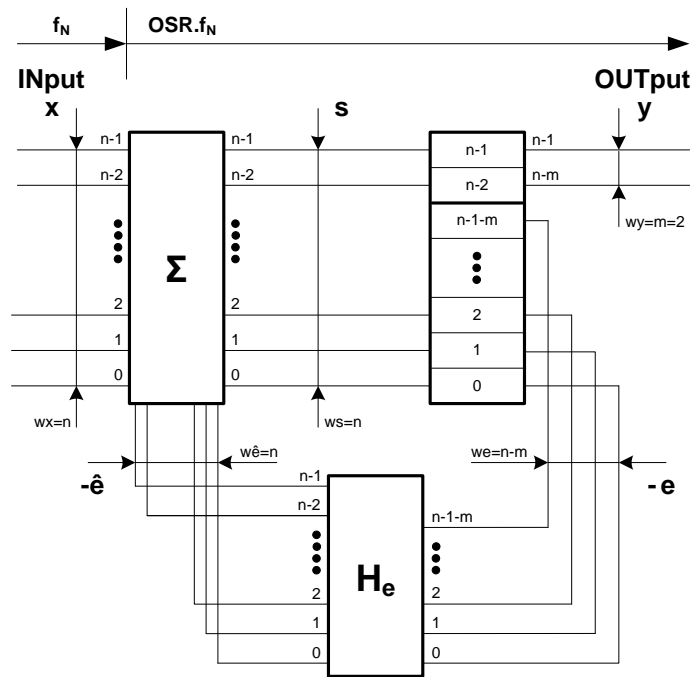 f_N OSR.f_N
INput OUTput
x s y
n-1 n-1 n-1 n-1
n-2 n-2 n-2 n-m
n-1-m wy=m=2
Σ
2 2 2
1 1 1
0 0 0
wx=n ws=n
wê=n we=n-m
-ê n-1 -e
n-2 n-1-m
H_e
2 2
1 1
0 0